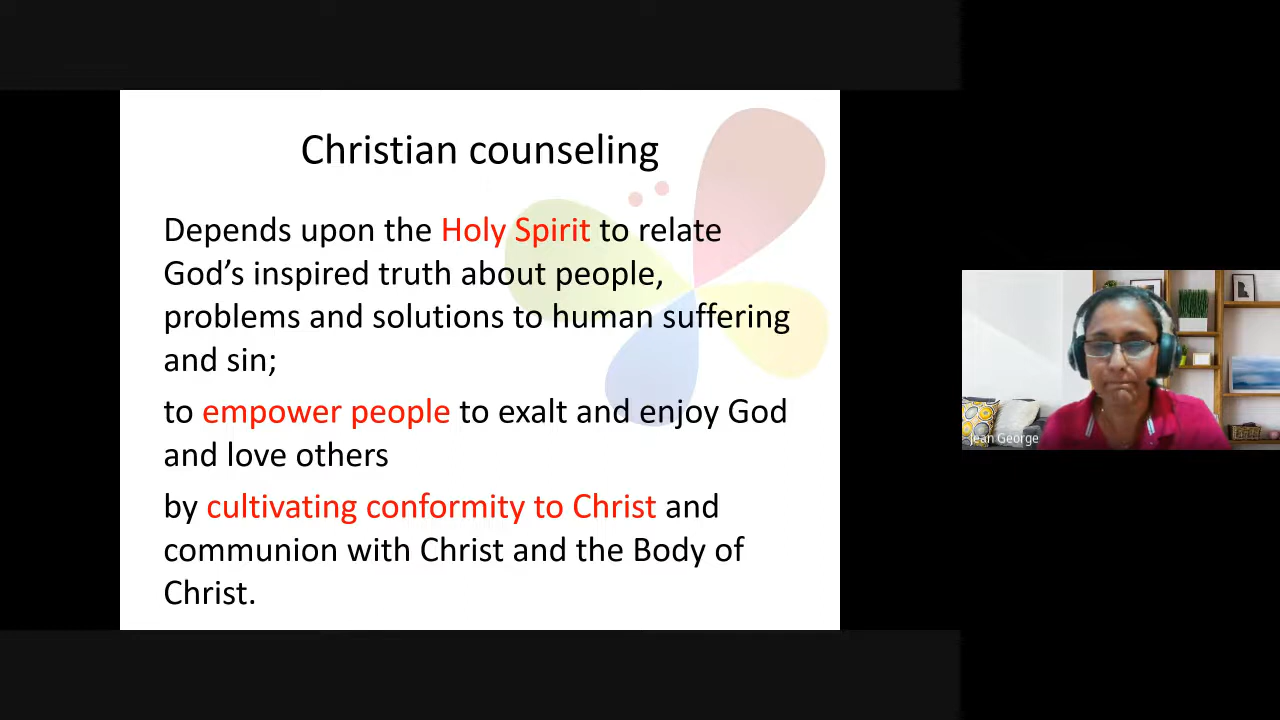 Christian counseling
Depends upon the Holy Spirit to relate
God’s inspired truth about people,
problems and solutions to human suffering
and sin;
to empower people to exalt and enjoy God
and love others
by cultivating conformity to Christ and
communion with Christ and the Body of
Christ.
Jean George